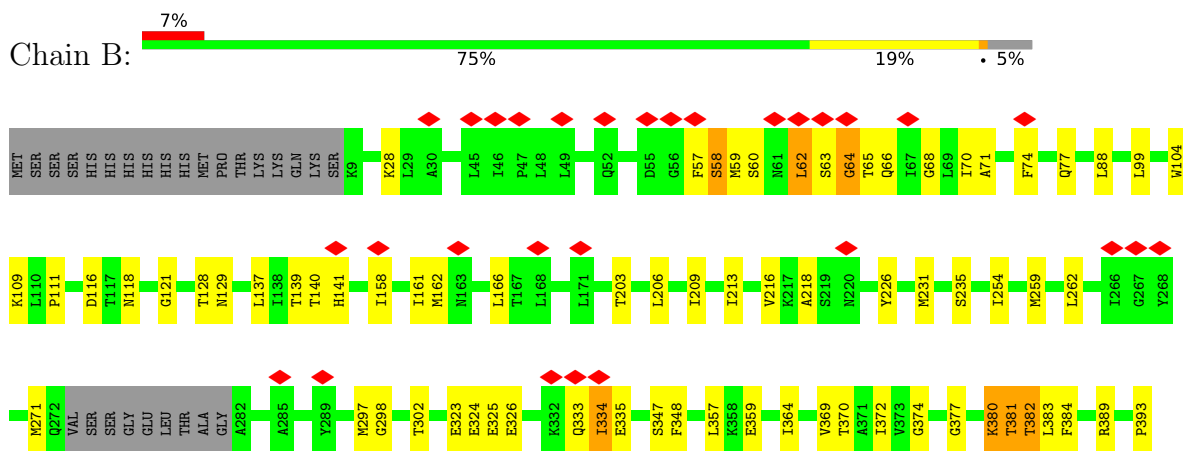 7%
Chain B:
75% 19% • 5%
MET SER SER SER HIS HIS HIS HIS HIS HIS MET PRO THR LYS LYS GLN LYS SER K9 K28 L29 A30 L45 I46 P47 L48 L49 Q52 D55 G56 F57 S58 M59 S60 N61 L62 S63 G64 T65 Q66 I67 G68 L69 I70 A71 F74 Q77 L88 L99 W104
K109 L110 P111 D116 T117 N118 G121 T128 N129 L137 I138 T139 T140 H141 I158 I161 M162 N163 L166 T167 L168 L171 T203 L206 I209 I213 V216 K217 A218 S219 N220 Y226 M231 S235 I254 M259 L262 I266 G267 Y268
M271 Q272 VAL SER SER GLY GLU LEU THR ALA GLY A282 A285 Y289 M297 G298 T302 E323 E324 E325 E326 K332 Q333 I334 E335 S347 F348 L357 K358 E359 I364 V369 T370 A371 I372 V373 G374 G377 K380 T381 T382 L383 F384 R389 P393